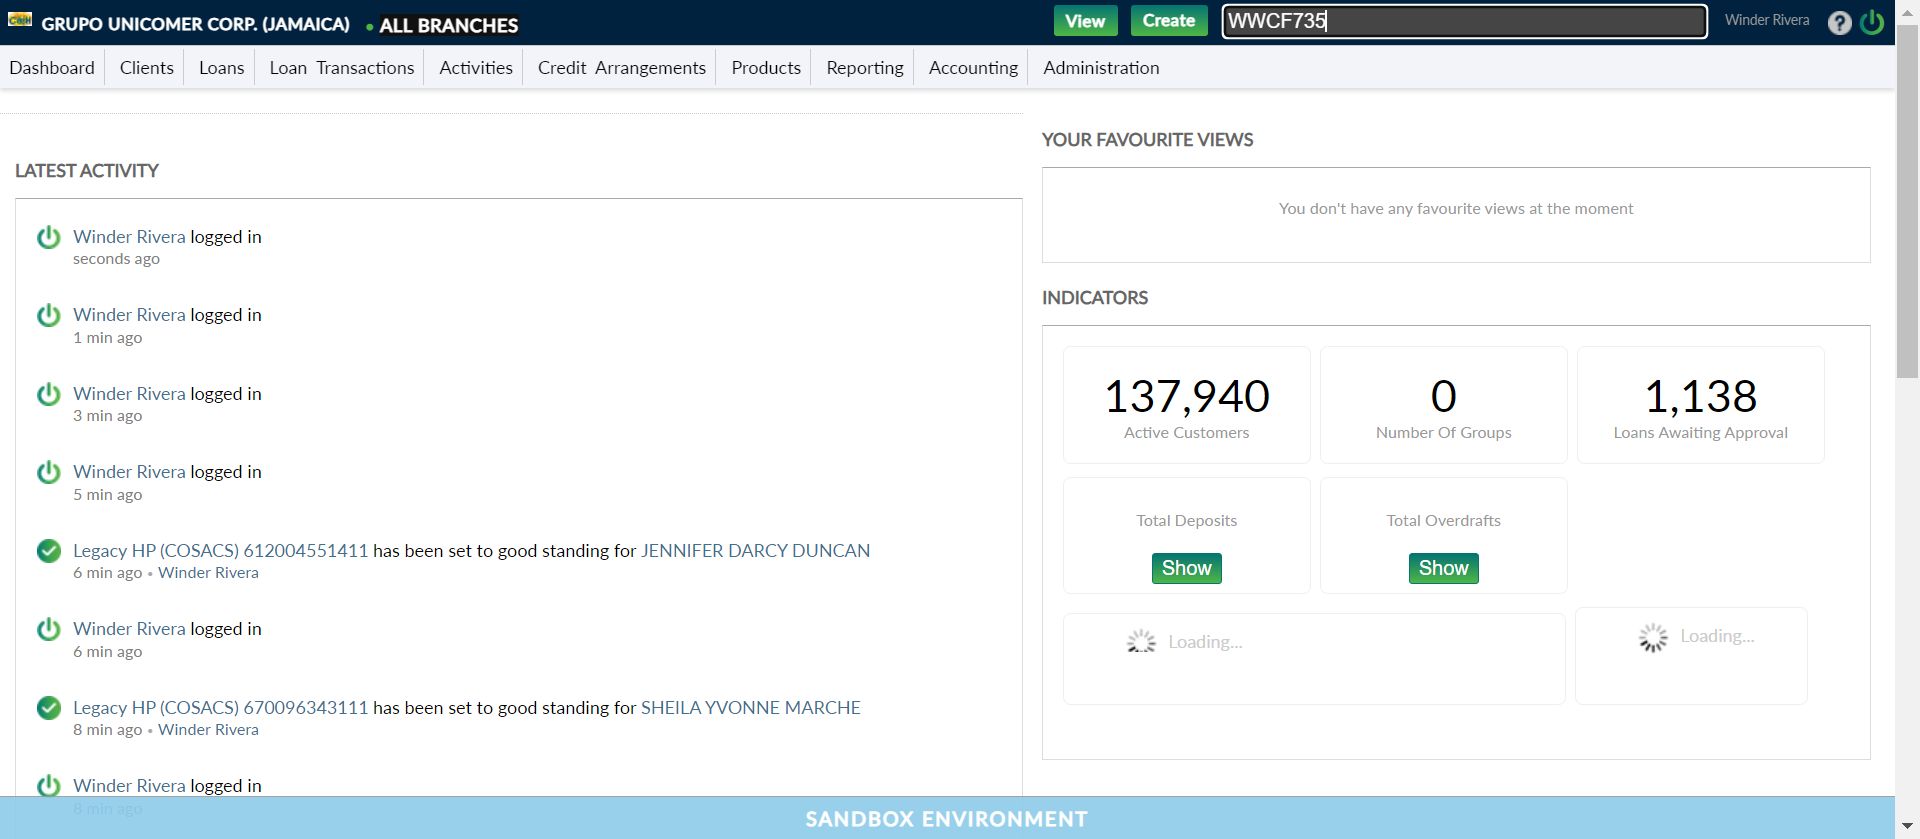 GRUPO UNICOMER CORP. (JAMAICA) • ALL BRANCHES
View
Create
WWCF735
Winder Rivera
?
Dashboard
Clients
Loans
Loan Transactions
Activities
Credit Arrangements
Products
Reporting
Accounting
Administration
LATEST ACTIVITY
Winder Rivera logged in
seconds ago
Winder Rivera logged in
1 min ago
Winder Rivera logged in
3 min ago
Winder Rivera logged in
5 min ago
Legacy HP (COSACS) 612004551411 has been set to good standing for JENNIFER DARCY DUNCAN
6 min ago • Winder Rivera
Winder Rivera logged in
6 min ago
Legacy HP (COSACS) 670096343111 has been set to good standing for SHEILA YVONNE MARCHE
8 min ago • Winder Rivera
Winder Rivera logged in
8 min ago
YOUR FAVOURITE VIEWS
You don't have any favourite views at the moment
INDICATORS
137,940
Active Customers
0
Number Of Groups
1,138
Loans Awaiting Approval
Total Deposits
Show
Total Overdrafts
Show
Loading...
Loading...
SANDBOX ENVIRONMENT